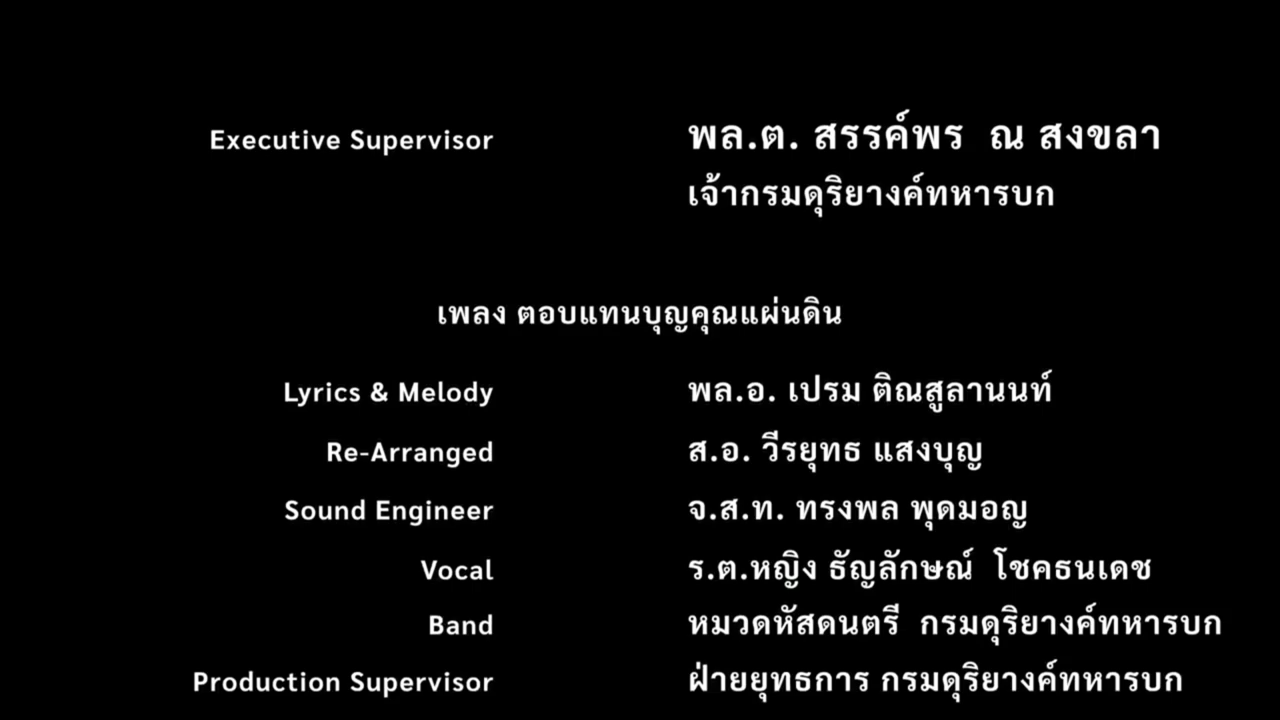 Executive Supervisor พล.ต. สรรค์พร ณ สงขลา
เจ้ากรมดุริยางค์ทหารบก
เพลง ตอบแทนบุญคุณแผ่นดิน
Lyrics & Melody พล.อ. เปรม ติณสูลานนท์
Re-Arranged ส.อ. วีรยุทธ แสงบุญ
Sound Engineer จ.ส.ท. ทรงพล พุดมอญ
Vocal ร.ต.หญิง ธัญลักษณ์ โชคธนเดช
Band หมวดหัสดนตรี กรมดุริยางค์ทหารบก
Production Supervisor ฝ่ายยุทธการ กรมดุริยางค์ทหารบก